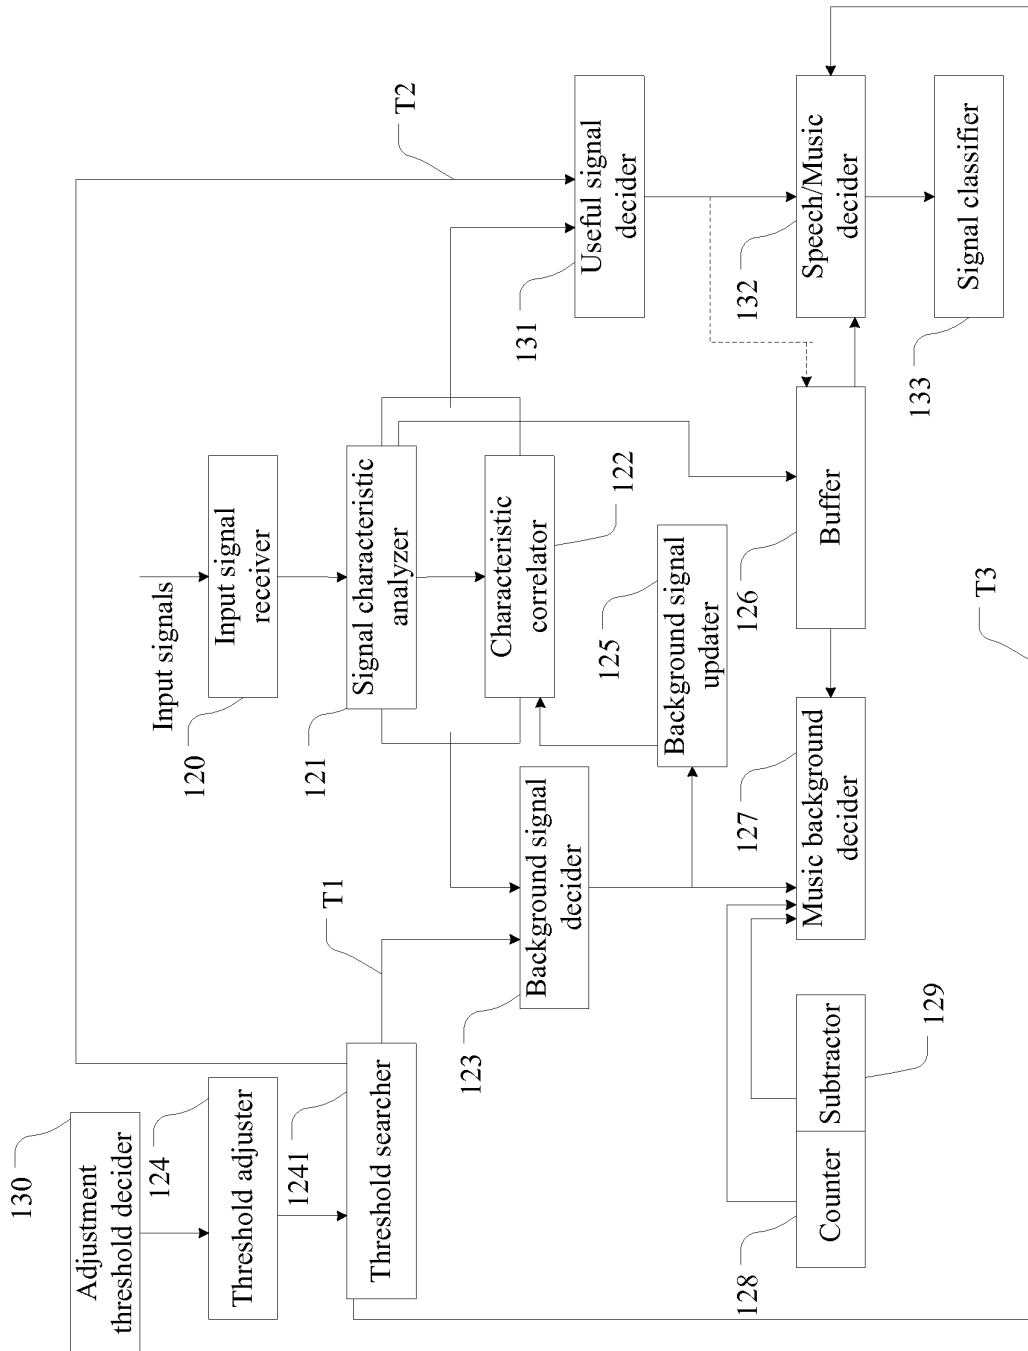 Adjustment
threshold decider
130
Threshold adjuster
124
Threshold searcher
1241
T1
T2
Input signals
Input signal
receiver
120
Signal characteristic
analyzer
121
Characteristic
correlator
122
Background signal
decider
123
Background signal
updater
125
Useful signal
decider
131
Counter
128
Subtractor
129
Music background
decider
127
Buffer
126
Speech/Music
decider
132
Signal classifier
133
T3